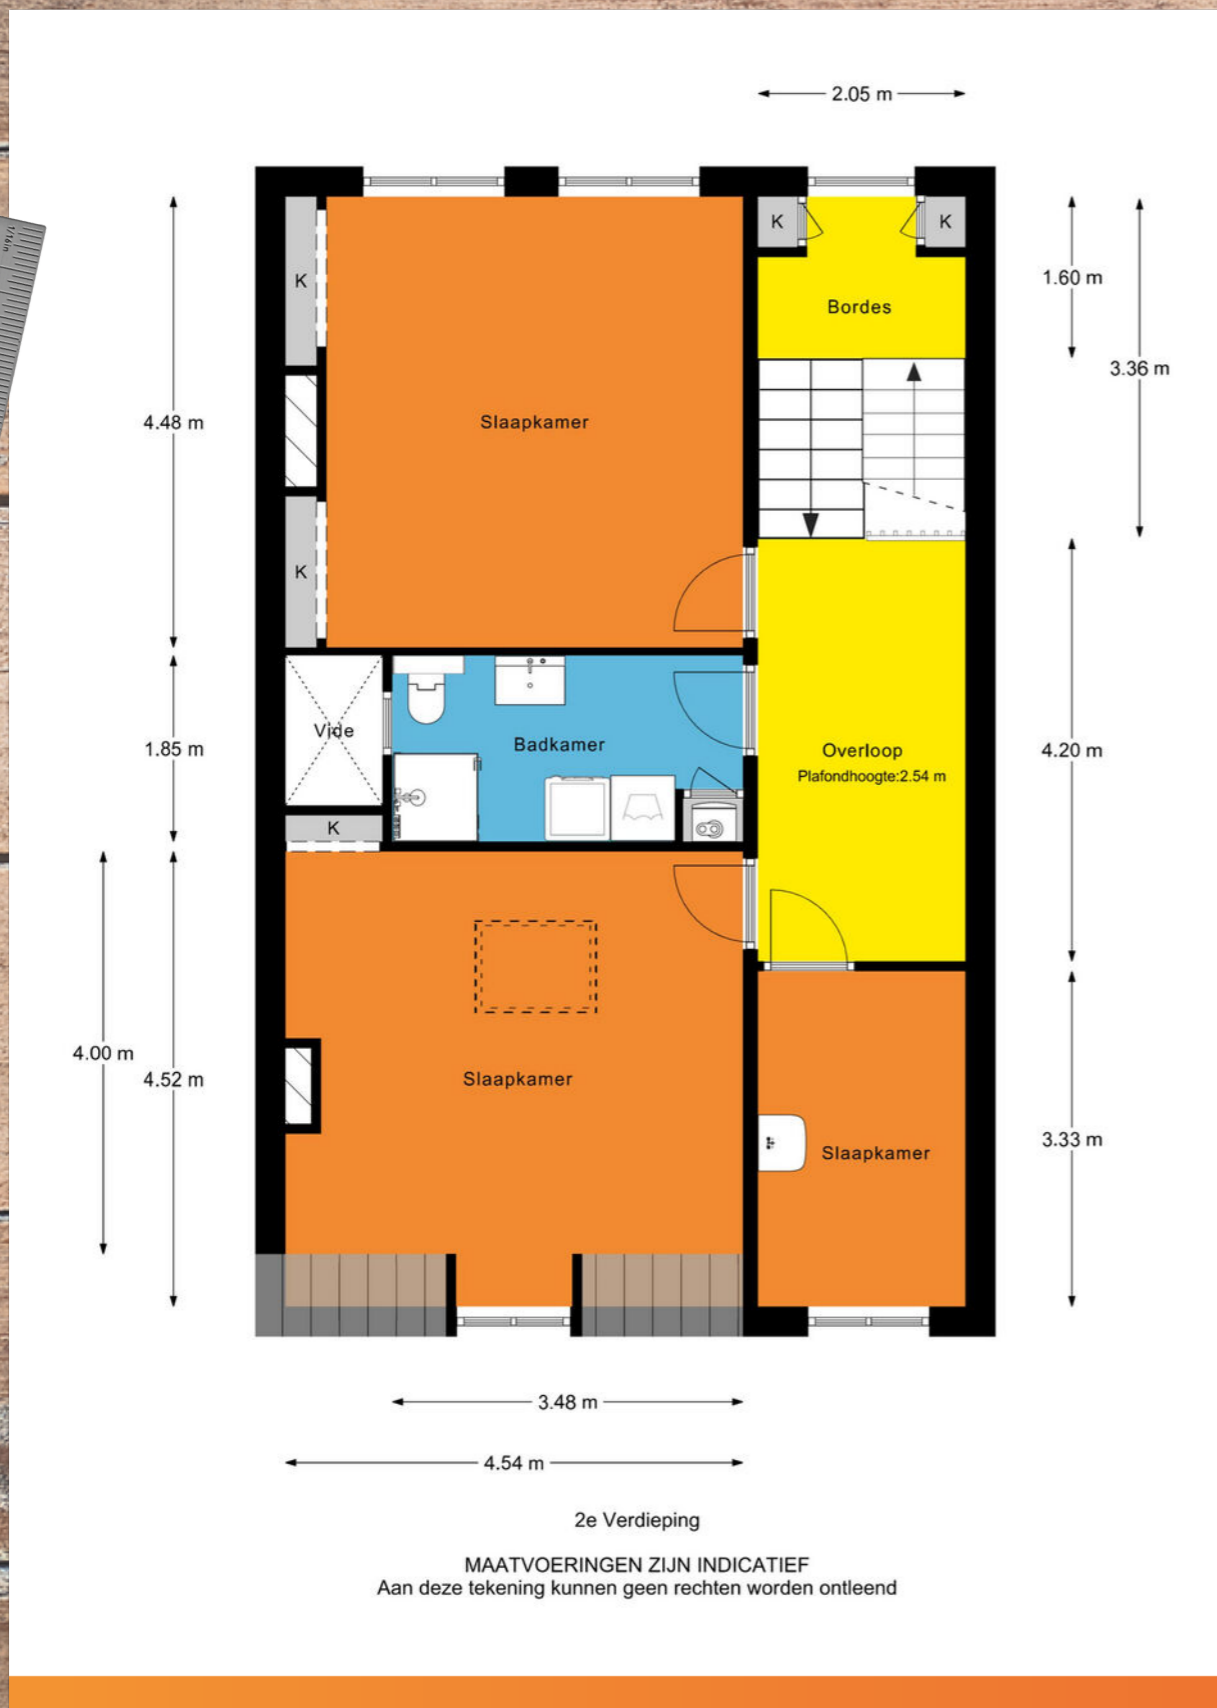 2.05 m
1/16in
K
K
K
1.60 m
Bordes
3.36 m
4.48 m
Slaapkamer
K
Vide
Badkamer
1.85 m
Overloop
4.20 m
Plafondhoogte:2.54 m
K
4.00 m
4.52 m
Slaapkamer
3.33 m
Slaapkamer
3.48 m
4.54 m
2e Verdieping
MAATVOERINGEN ZIJN INDICATIEF
Aan deze tekening kunnen geen rechten worden ontleend